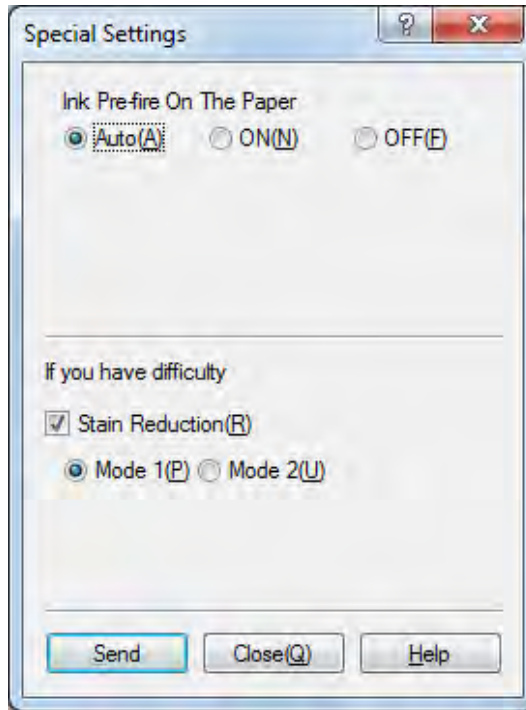 Special Settings
Ink Pre-fire On The Paper
Auto(A) ON(N) OFF(F)
If you have difficulty
Stain Reduction(R)
Mode 1(P) Mode 2(U)
Send Close(Q) Help